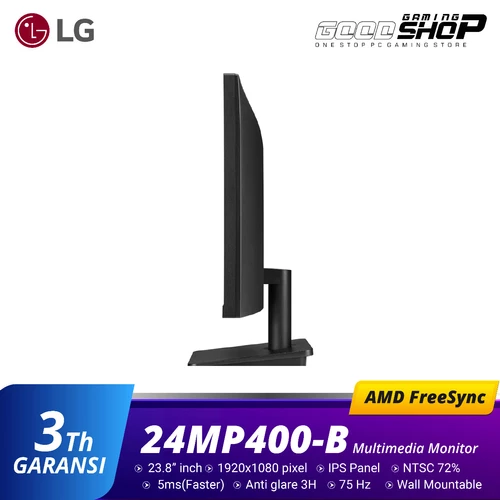 LG
GOOD GAMING SHOP
ONE STOP PC GAMING STORE
3Th
GARANSI
AMD FreeSync
24MP400-B Multimedia Monitor
23.8” inch 1920x1080 pixel IPS Panel NTSC 72%
5ms(Faster) Anti glare 3H 75 Hz Wall Mountable